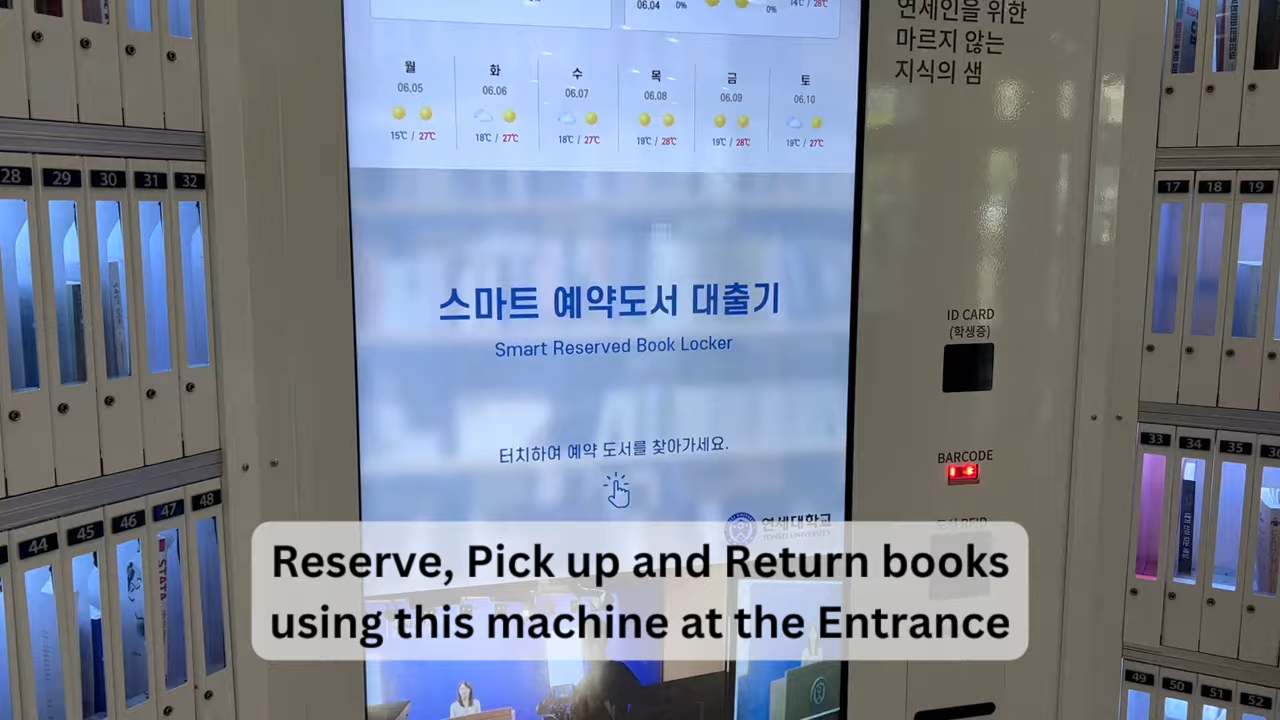 06.04
0%
0%
14℃ / 28℃
월
06.05
15℃ / 27℃
화
06.06
18℃ / 27℃
수
06.07
18℃ / 27℃
목
06.08
19℃ / 28℃
금
06.09
19℃ / 28℃
토
06.10
19℃ / 27℃
연세인을 위한
마르지 않는
지식의 샘
28 29 30 31 32
17 18 19
스마트 예약도서 대출기
Smart Reserved Book Locker
ID CARD
(학생증)
터치하여 예약 도서를 찾아가세요.
BARCODE
33 34 35
연세대학교
YONSEI UNIVERSITY
44 45 46 47 48
STATA
Reserve, Pick up and Return books
using this machine at the Entrance
49 50 51 52